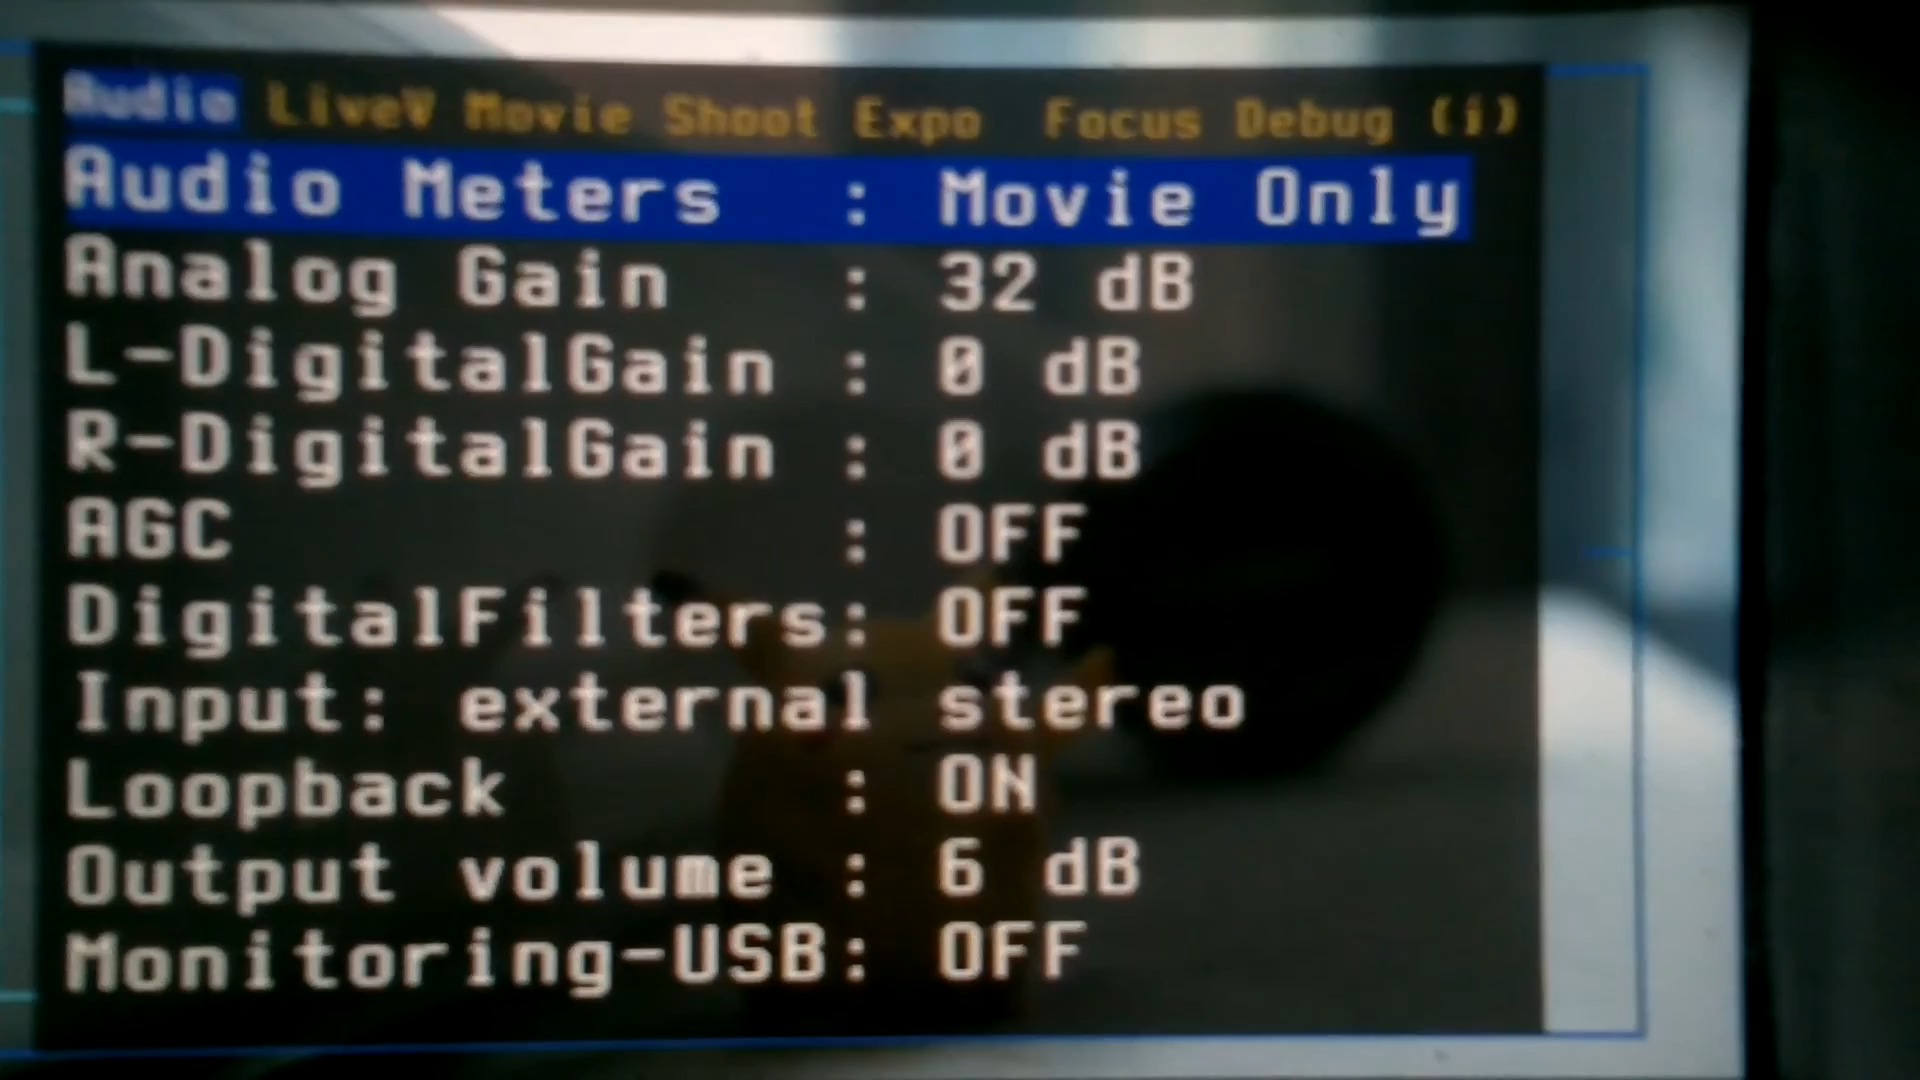 Audio LiveV Movie Shoot Expo Focus Debug (i)
Audio Meters : Movie Only
Analog Gain : 32 dB
L-DigitalGain : 0 dB
R-DigitalGain : 0 dB
AGC : OFF
DigitalFilters: OFF
Input: external stereo
Loopback : ON
Output volume : 6 dB
Monitoring-USB: OFF